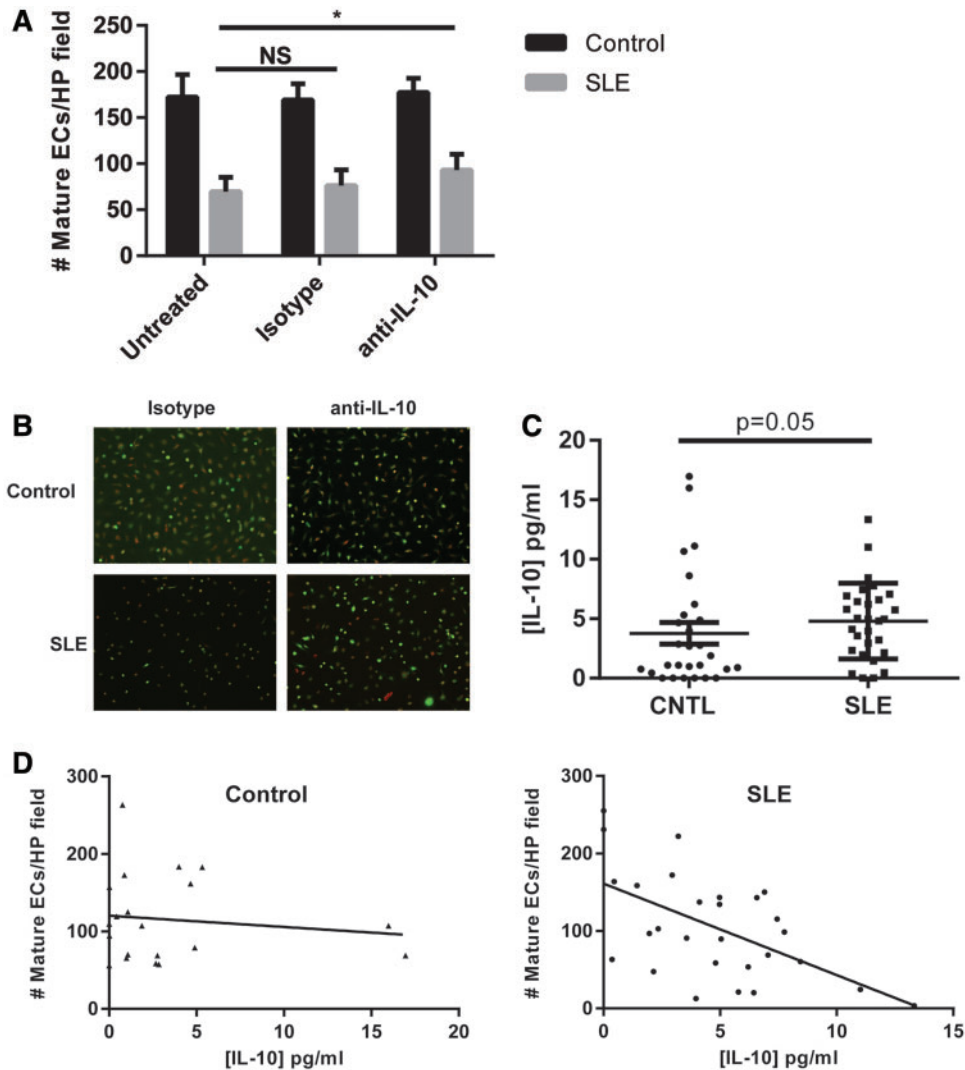 A
*
NS
Control
SLE
# Mature ECs/HP field
250
200
150
100
50
0
Untreated
Isotype
anti-IL-10
B
Isotype
anti-IL-10
Control
SLE
C
p=0.05
[IL-10] pg/ml
20
15
10
5
0
CNTL
SLE
D
Control
# Mature ECs/HP field
300
200
100
0
0
5
10
15
20
[IL-10] pg/ml
SLE
# Mature ECs/HP field
300
200
100
0
0
5
10
15
[IL-10] pg/ml